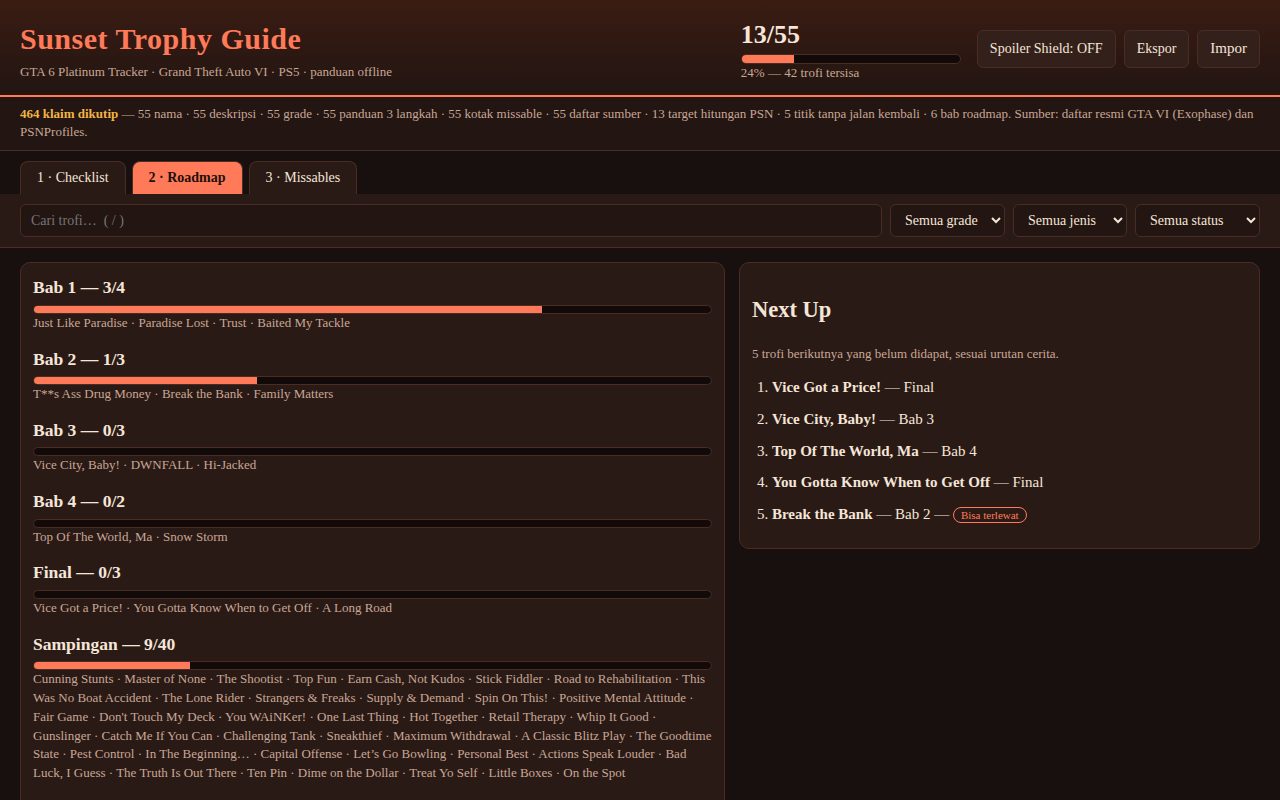 Sunset Trophy Guide
GTA 6 Platinum Tracker · Grand Theft Auto VI · PS5 · panduan offline
13/55
24% — 42 trofi tersisa
Spoiler Shield: OFF
Ekspor
Impor
464 klaim dikutip — 55 nama · 55 deskripsi · 55 grade · 55 panduan 3 langkah · 55 kotak missable · 55 daftar sumber · 13 target hitungan PSN · 5 titik tanpa jalan kembali · 6 bab roadmap. Sumber: daftar resmi GTA VI (Exophase) dan
PSNProfiles.
1 · Checklist
2 · Roadmap
3 · Missables
Cari trofi… ( / )
Semua grade
Semua jenis
Semua status
Bab 1 — 3/4
Just Like Paradise · Paradise Lost · Trust · Baited My Tackle
Bab 2 — 1/3
T**s Ass Drug Money · Break the Bank · Family Matters
Bab 3 — 0/3
Vice City, Baby! · DWNFALL · Hi-Jacked
Bab 4 — 0/2
Top Of The World, Ma · Snow Storm
Final — 0/3
Vice Got a Price! · You Gotta Know When to Get Off · A Long Road
Sampingan — 9/40
Cunning Stunts · Master of None · The Shootist · Top Fun · Earn Cash, Not Kudos · Stick Fiddler · Road to Rehabilitation · This
Was No Boat Accident · The Lone Rider · Strangers & Freaks · Supply & Demand · Spin On This! · Positive Mental Attitude ·
Fair Game · Don't Touch My Deck · You WAiNKer! · One Last Thing · Hot Together · Retail Therapy · Whip It Good ·
Gunslinger · Catch Me If You Can · Challenging Tank · Sneakthief · Maximum Withdrawal · A Classic Blitz Play · The Goodtime
State · Pest Control · In The Beginning… · Capital Offense · Let’s Go Bowling · Personal Best · Actions Speak Louder · Bad
Luck, I Guess · The Truth Is Out There · Ten Pin · Dime on the Dollar · Treat Yo Self · Little Boxes · On the Spot
Next Up
5 trofi berikutnya yang belum didapat, sesuai urutan cerita.
1. Vice Got a Price! — Final
2. Vice City, Baby! — Bab 3
3. Top Of The World, Ma — Bab 4
4. You Gotta Know When to Get Off — Final
5. Break the Bank — Bab 2 — Bisa terlewat